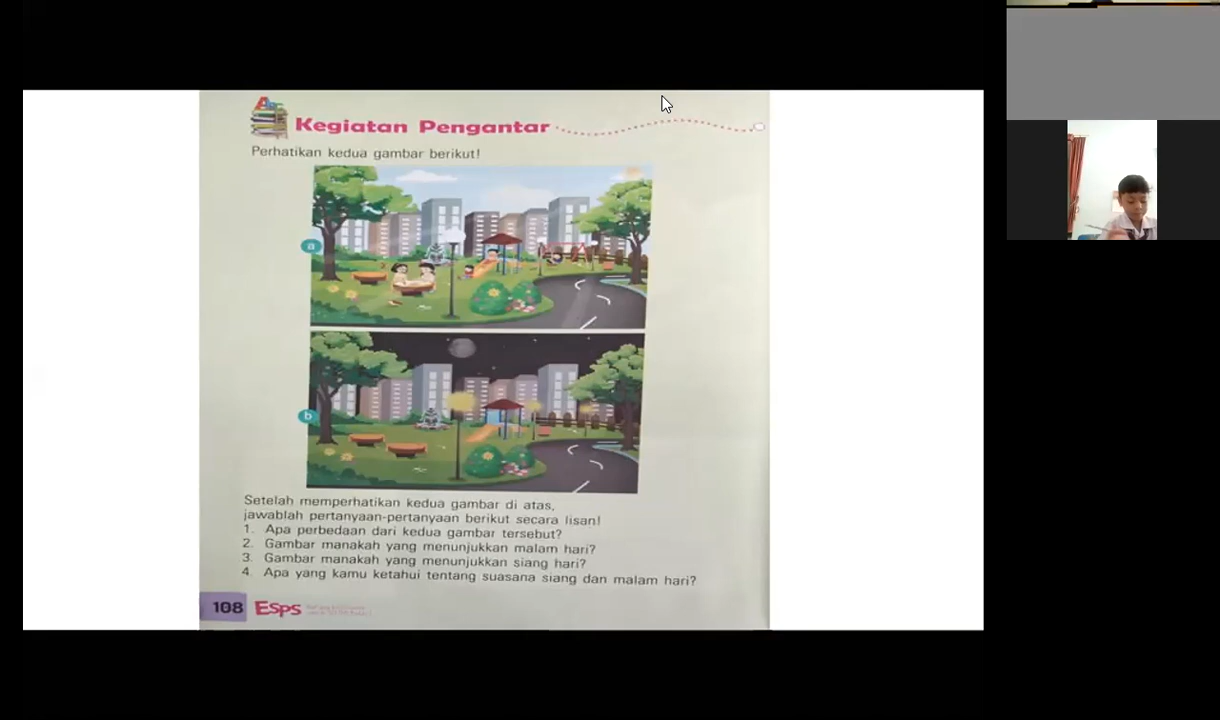 Kegiatan Pengantar
Perhatikan kedua gambar berikut!
a
b
Setelah memperhatikan kedua gambar di atas,
jawablah pertanyaan-pertanyaan berikut secara lisan!
1. Apa perbedaan dari kedua gambar tersebut?
2. Gambar manakah yang menunjukkan malam hari?
3. Gambar manakah yang menunjukkan siang hari?
4. Apa yang kamu ketahui tentang suasana siang dan malam hari?
108 ESPS